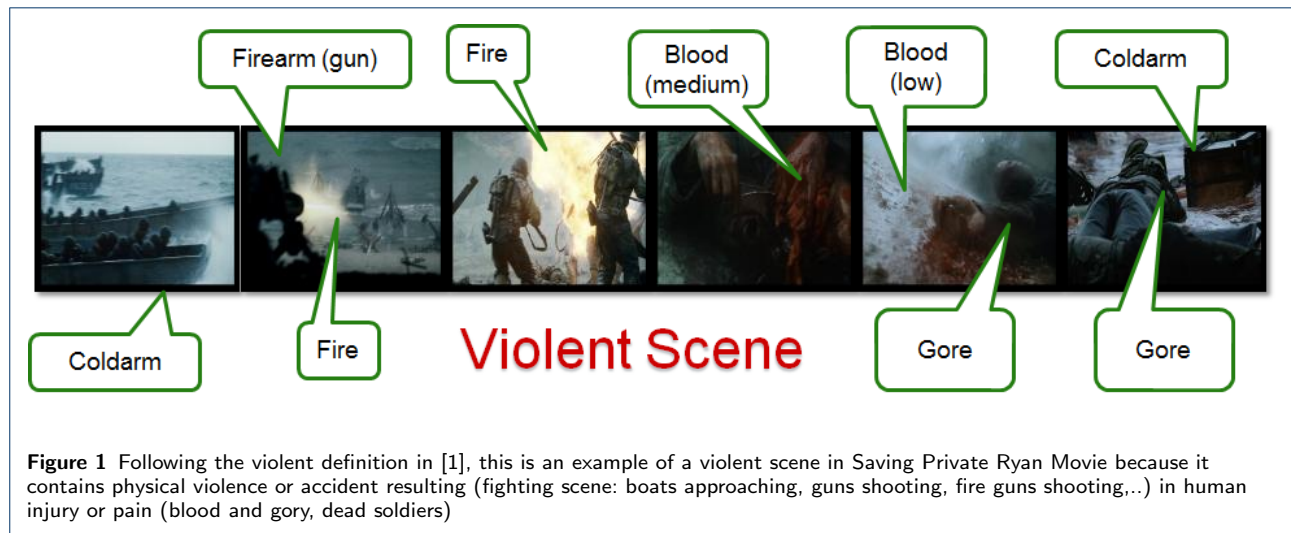 Firearm (gun)
Fire
Blood
(medium)
Blood
(low)
Coldarm
Coldarm
Fire
Violent Scene
Gore
Gore
Figure 1 Following the violent definition in [1], this is an example of a violent scene in Saving Private Ryan Movie because it
contains physical violence or accident resulting (fighting scene: boats approaching, guns shooting, fire guns shooting,..) in human
injury or pain (blood and gory, dead soldiers)